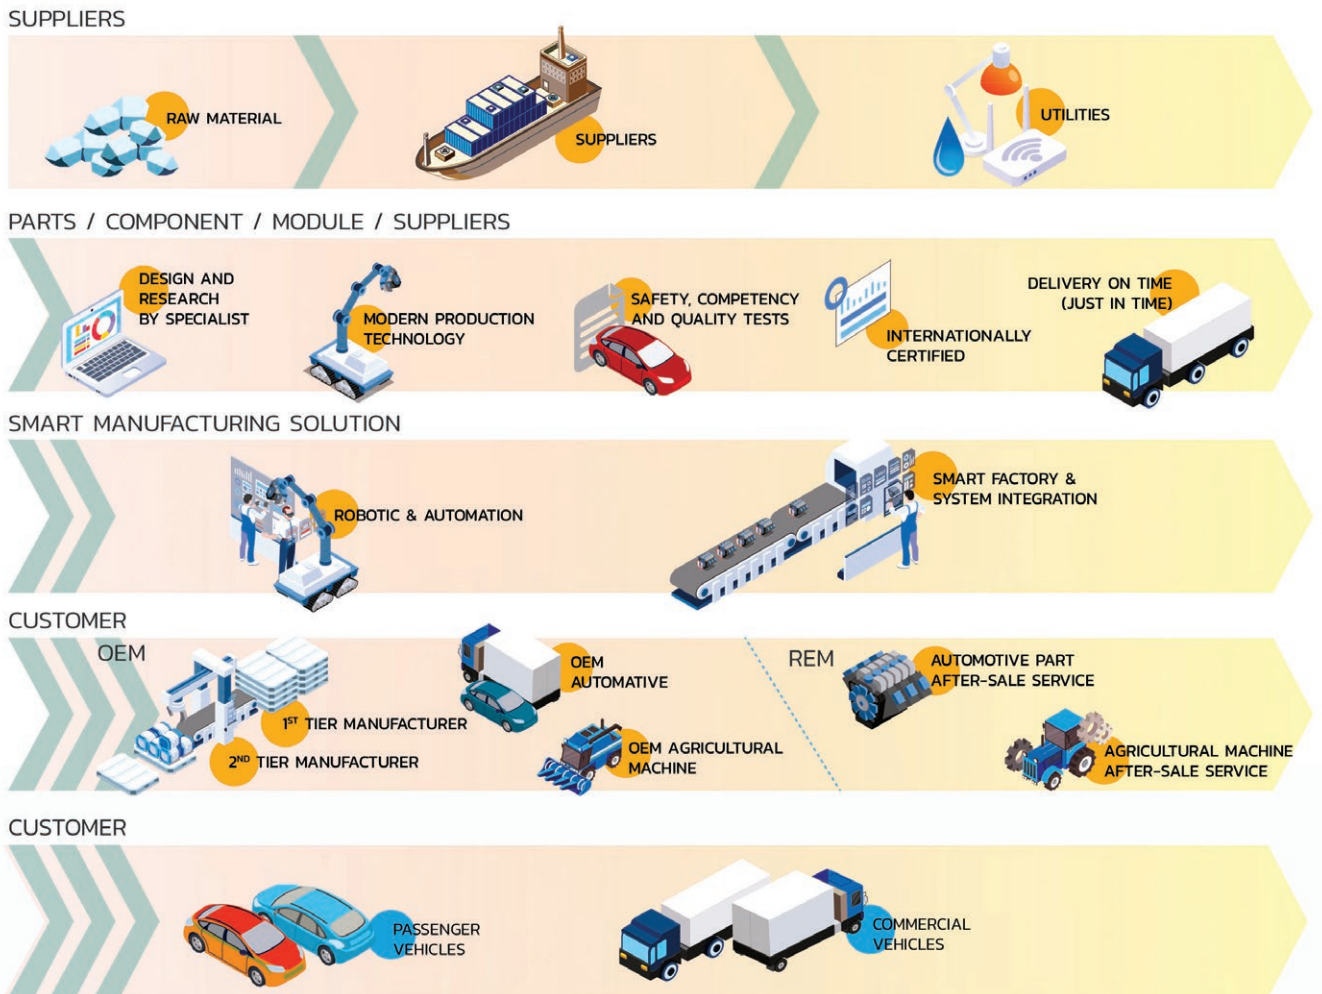 SUPPLIERS
RAW MATERIAL
SUPPLIERS
UTILITIES
PARTS / COMPONENT / MODULE / SUPPLIERS
DESIGN AND
RESEARCH
BY SPECIALIST
MODERN PRODUCTION
TECHNOLOGY
SAFETY, COMPETENCY
AND QUALITY TESTS
INTERNATIONALLY
CERTIFIED
DELIVERY ON TIME
(JUST IN TIME)
SMART MANUFACTURING SOLUTION
ROBOTIC & AUTOMATION
SMART FACTORY &
SYSTEM INTEGRATION
CUSTOMER
OEM
1ST TIER MANUFACTURER
2ND TIER MANUFACTURER
OEM
AUTOMATIVE
OEM AGRICULTURAL
MACHINE
REM
AUTOMOTIVE PART
AFTER-SALE SERVICE
AGRICULTURAL MACHINE
AFTER-SALE SERVICE
CUSTOMER
PASSENGER
VEHICLES
COMMERCIAL
VEHICLES